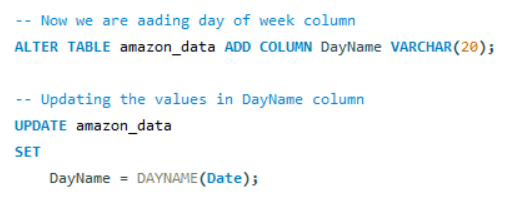 -- Now we are aading day of week column
ALTER TABLE amazon_data ADD COLUMN DayName VARCHAR(20);
-- Updating the values in DayName column
UPDATE amazon_data
SET
DayName = DAYNAME(Date);